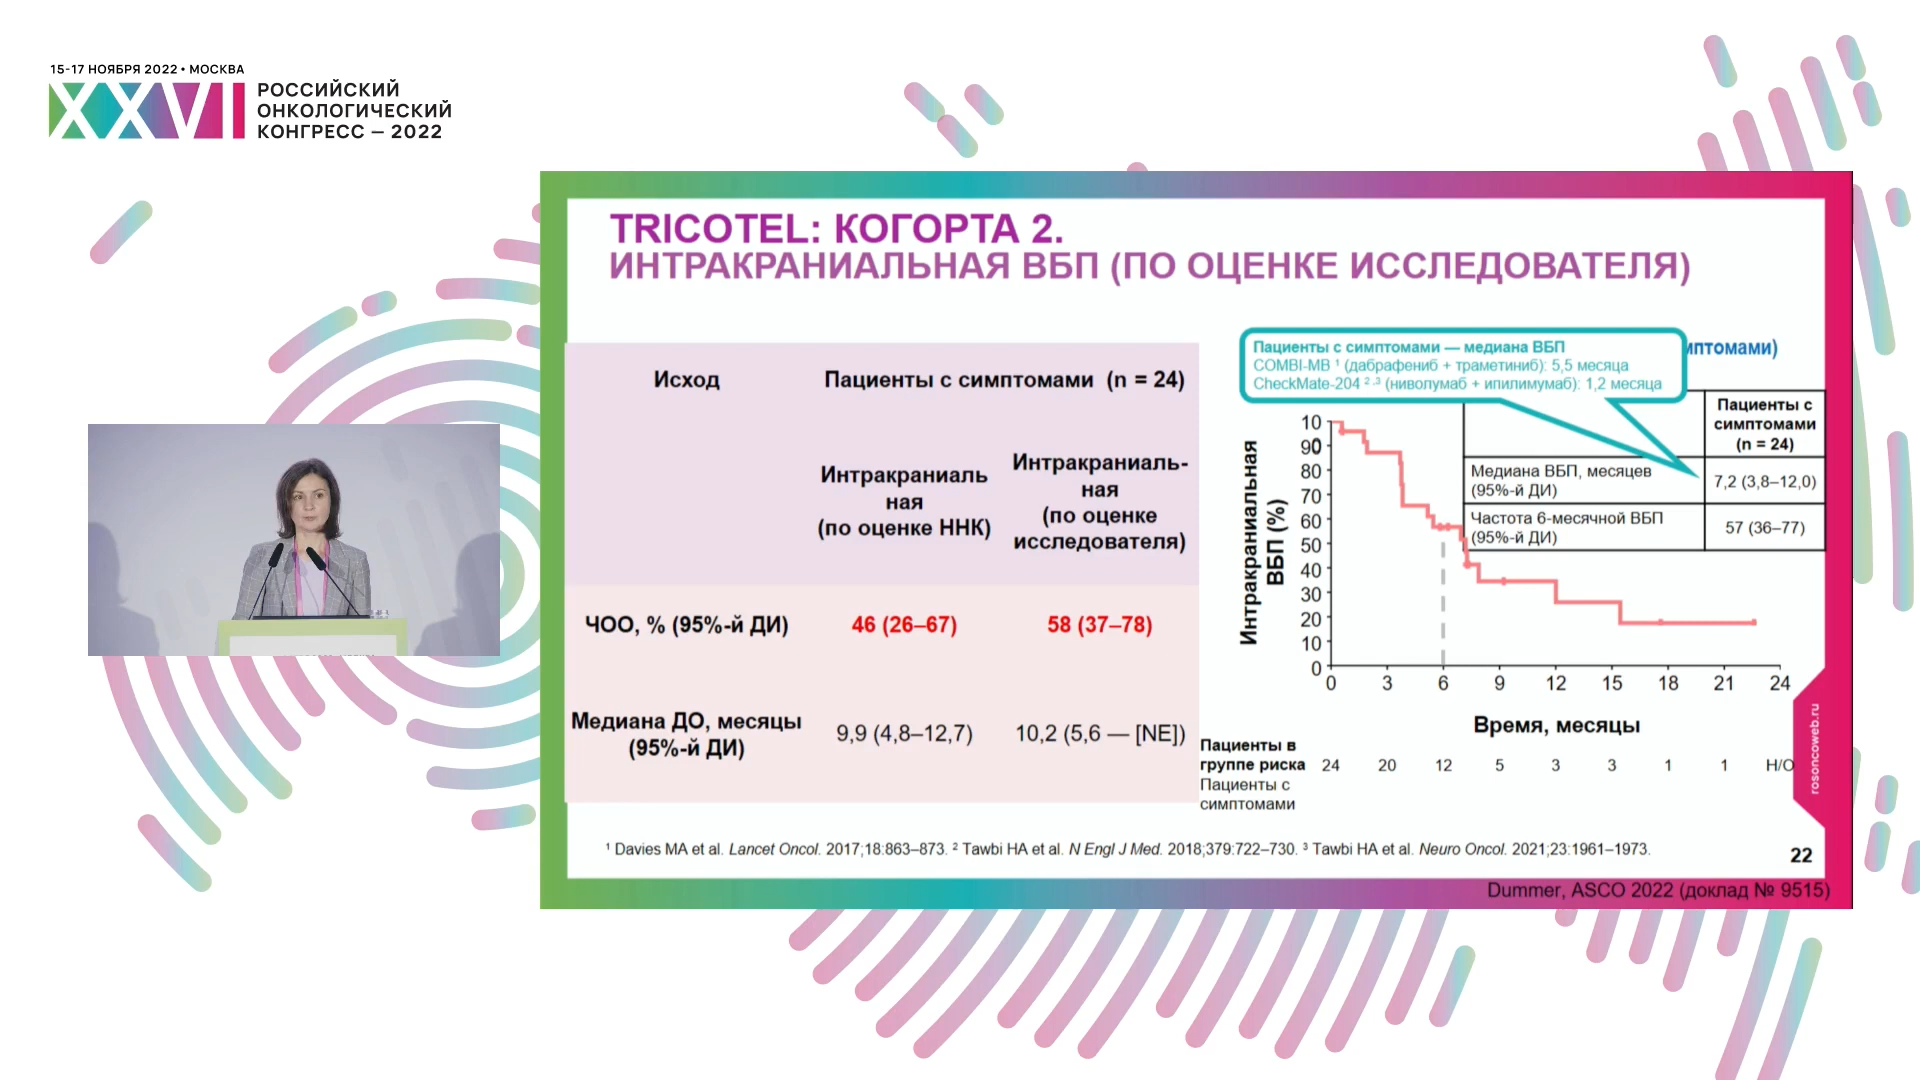 15-17 НОЯБРЯ 2022 • МОСКВА
XXVI
РОССИЙСКИЙ
ОНКОЛОГИЧЕСКИЙ
КОНГРЕСС – 2022
TRICOTEL: КОГОРТА 2.
ИНТРАКРАНИАЛЬНАЯ ВБП (ПО ОЦЕНКЕ ИССЛЕДОВАТЕЛЯ)
Исход
Пациенты с симптомами (n = 24)
Интракраниаль
ная
(по оценке ННК)
Интракраниаль-
ная
(по оценке
исследователя)
ЧОО, % (95%-й ДИ)
46 (26–67)
58 (37–78)
Медиана ДО, месяцы
(95%-й ДИ)
9,9 (4,8–12,7)
10,2 (5,6 — [NE])
Пациенты с симптомами — медиана ВБП
COMBI-MB ¹ (дабрафениб + траметиниб): 5,5 месяца
CheckMate-204 ²,³ (ниволумаб + ипилимумаб): 1,2 месяца
мптомами)
Пациенты с
симптомами
(n = 24)
Медиана ВБП, месяцев
(95%-й ДИ)
7,2 (3,8–12,0)
Частота 6-месячной ВБП
(95%-й ДИ)
57 (36–77)
Интракраниальная
ВБП (%)
10
0
90
80
70
60
50
40
30
20
10
0
0 3 6 9 12 15 18 21 24
Время, месяцы
Пациенты в
группе риска
24 20 12 5 3 3 1 1 Н/О
Пациенты с
симптомами
rosoncoweb.ru
¹ Davies MA et al. Lancet Oncol. 2017;18:863–873. ² Tawbi HA et al. N Engl J Med. 2018;379:722–730. ³ Tawbi HA et al. Neuro Oncol. 2021;23:1961–1973.
22
Dummer, ASCO 2022 (доклад № 9515)